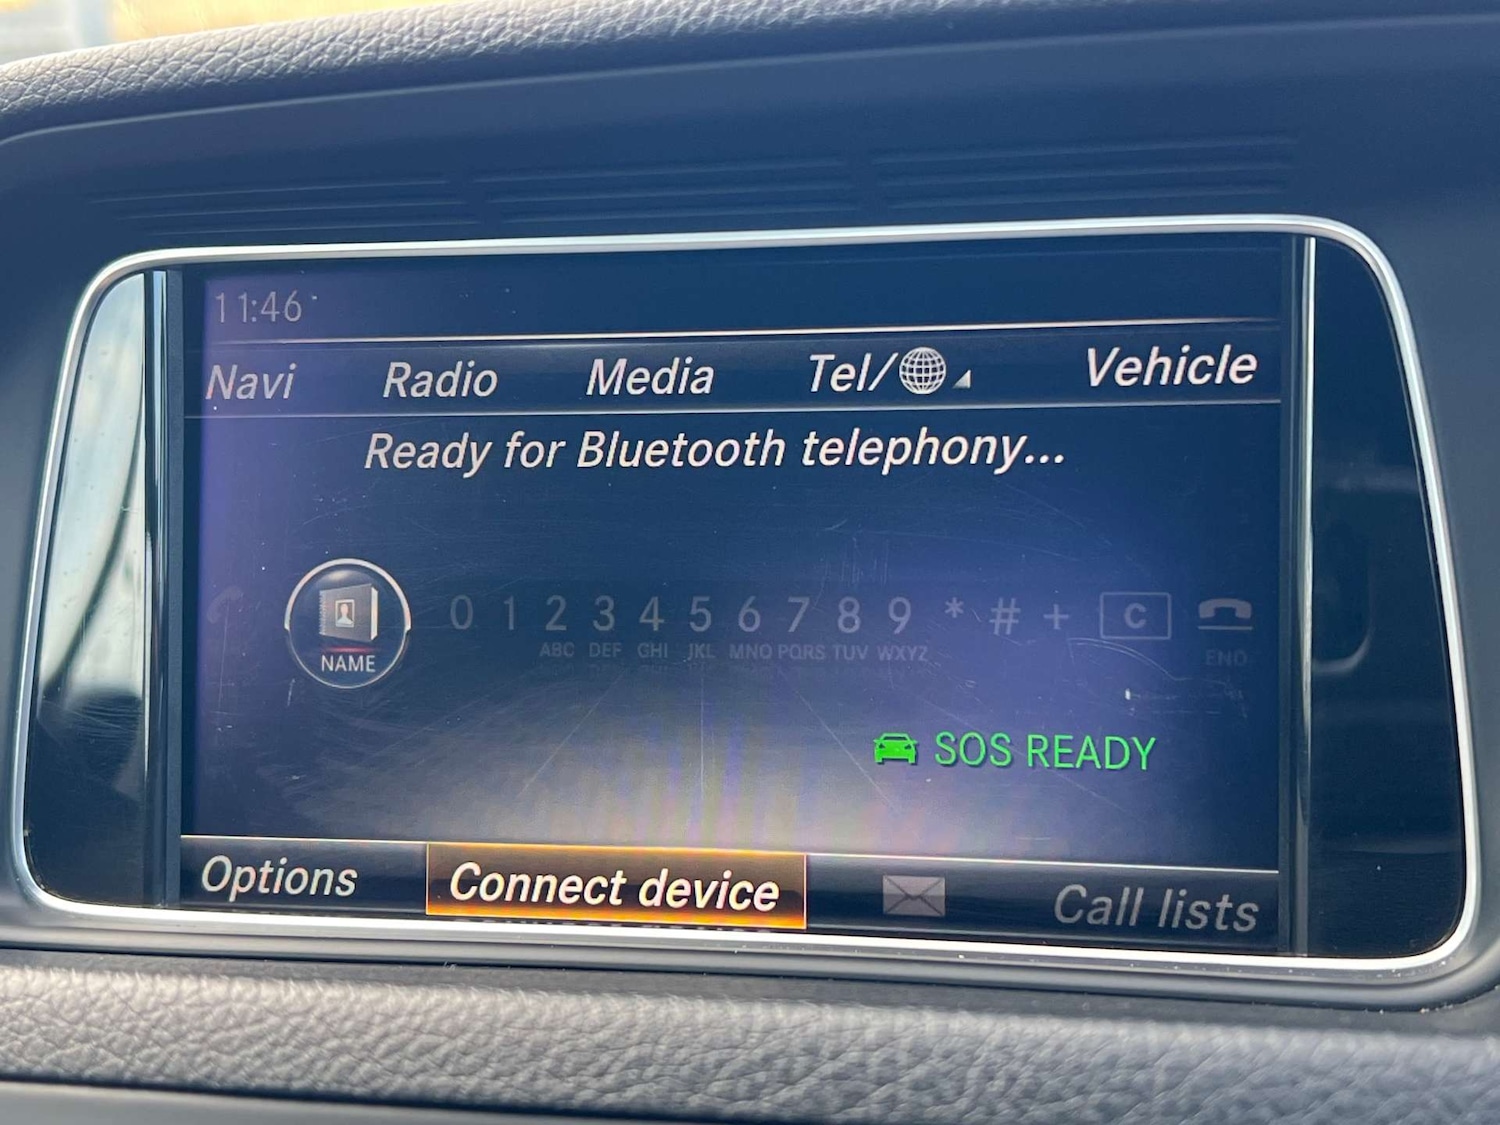 11:46
Navi Radio Media Tel/ Vehicle
Ready for Bluetooth telephony...
NAME
0 1 2 3 4 5 6 7 8 9 * # + C
ABC DEF GHI JKL MNO PQRS TUV WXYZ END
SOS READY
Options Connect device Call lists